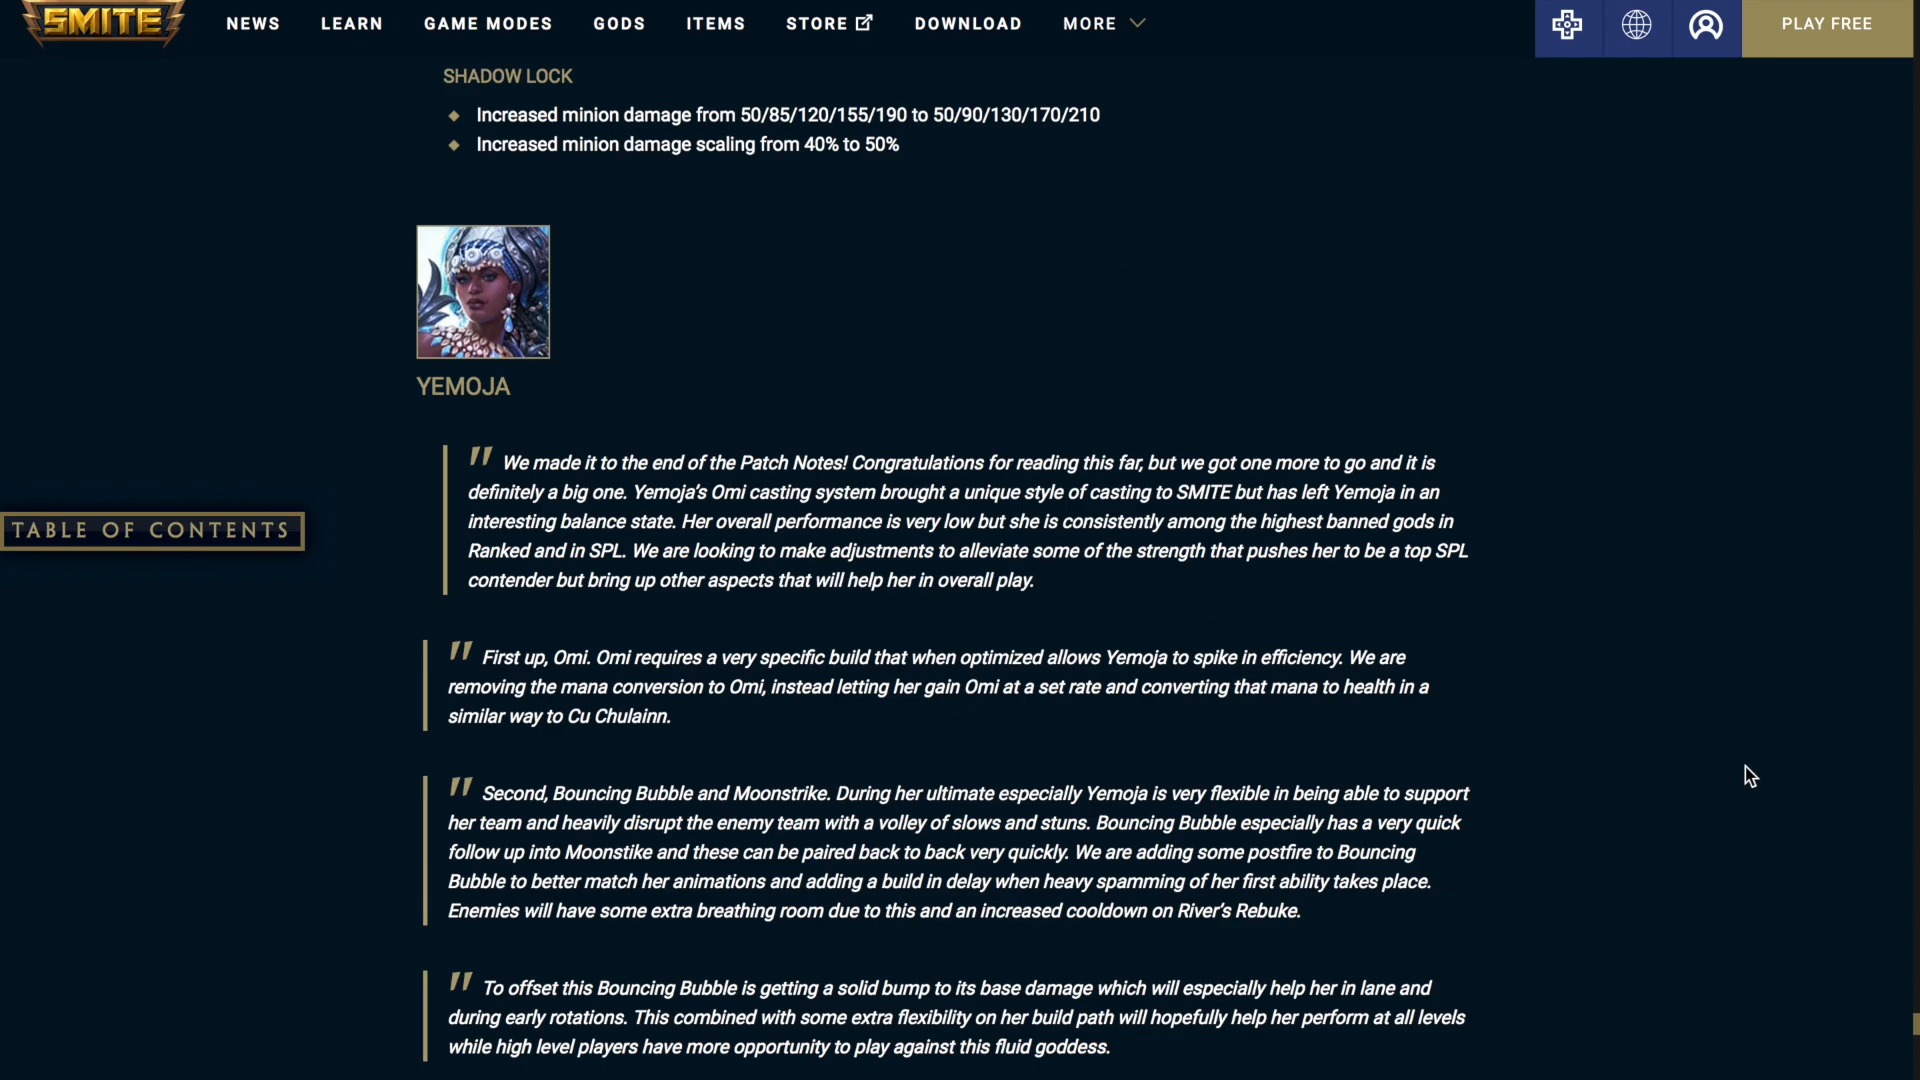 SMITE
NEWS LEARN GAME MODES GODS ITEMS STORE DOWNLOAD MORE PLAY FREE
SHADOW LOCK
Increased minion damage from 50/85/120/155/190 to 50/90/130/170/210
Increased minion damage scaling from 40% to 50%
YEMOJA
TABLE OF CONTENTS
" We made it to the end of the Patch Notes! Congratulations for reading this far, but we got one more to go and it is
definitely a big one. Yemoja's Omi casting system brought a unique style of casting to SMITE but has left Yemoja in an
interesting balance state. Her overall performance is very low but she is consistently among the highest banned gods in
Ranked and in SPL. We are looking to make adjustments to alleviate some of the strength that pushes her to be a top SPL
contender but bring up other aspects that will help her in overall play.
" First up, Omi. Omi requires a very specific build that when optimized allows Yemoja to spike in efficiency. We are
removing the mana conversion to Omi, instead letting her gain Omi at a set rate and converting that mana to health in a
similar way to Cu Chulainn.
" Second, Bouncing Bubble and Moonstrike. During her ultimate especially Yemoja is very flexible in being able to support
her team and heavily disrupt the enemy team with a volley of slows and stuns. Bouncing Bubble especially has a very quick
follow up into Moonstike and these can be paired back to back very quickly. We are adding some postfire to Bouncing
Bubble to better match her animations and adding a build in delay when heavy spamming of her first ability takes place.
Enemies will have some extra breathing room due to this and an increased cooldown on River's Rebuke.
" To offset this Bouncing Bubble is getting a solid bump to its base damage which will especially help her in lane and
during early rotations. This combined with some extra flexibility on her build path will hopefully help her perform at all levels
while high level players have more opportunity to play against this fluid goddess.